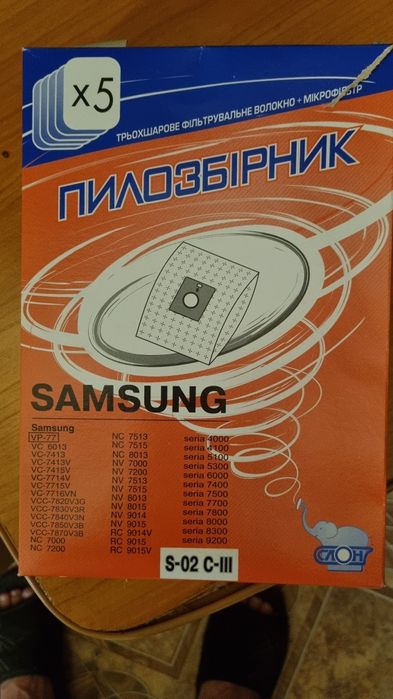 x5
ТРЬОХШАРОВЕ ФІЛЬТРУВАЛЬНЕ ВОЛОКНО + МІКРОФІЛЬТР
ПИЛОЗБІРНИК
SAMSUNG
Samsung
VP-77
VC 6013
VC-7413
VC-7413V
VC-7415V
VC-7714V
VC-7715V
VC-7716VN
VCC-7820V3G
VCC-7830V3R
VCC-7840V3N
VCC-7850V3B
VCC-7870V3B
NC 7000
NC 7200
NC 7513
NC 7515
NC 8013
NV 7000
NV 7200
NV 7513
NV 7515
NV 8013
NV 8015
NV 9014
NV 9015
RC 9014V
RC 9015
RC 9015V
seria 4000
seria 4100
seria 5100
seria 5300
seria 6000
seria 7400
seria 7500
seria 7700
seria 7800
seria 8000
seria 8300
seria 9200
S-02 C-III
СЛОН